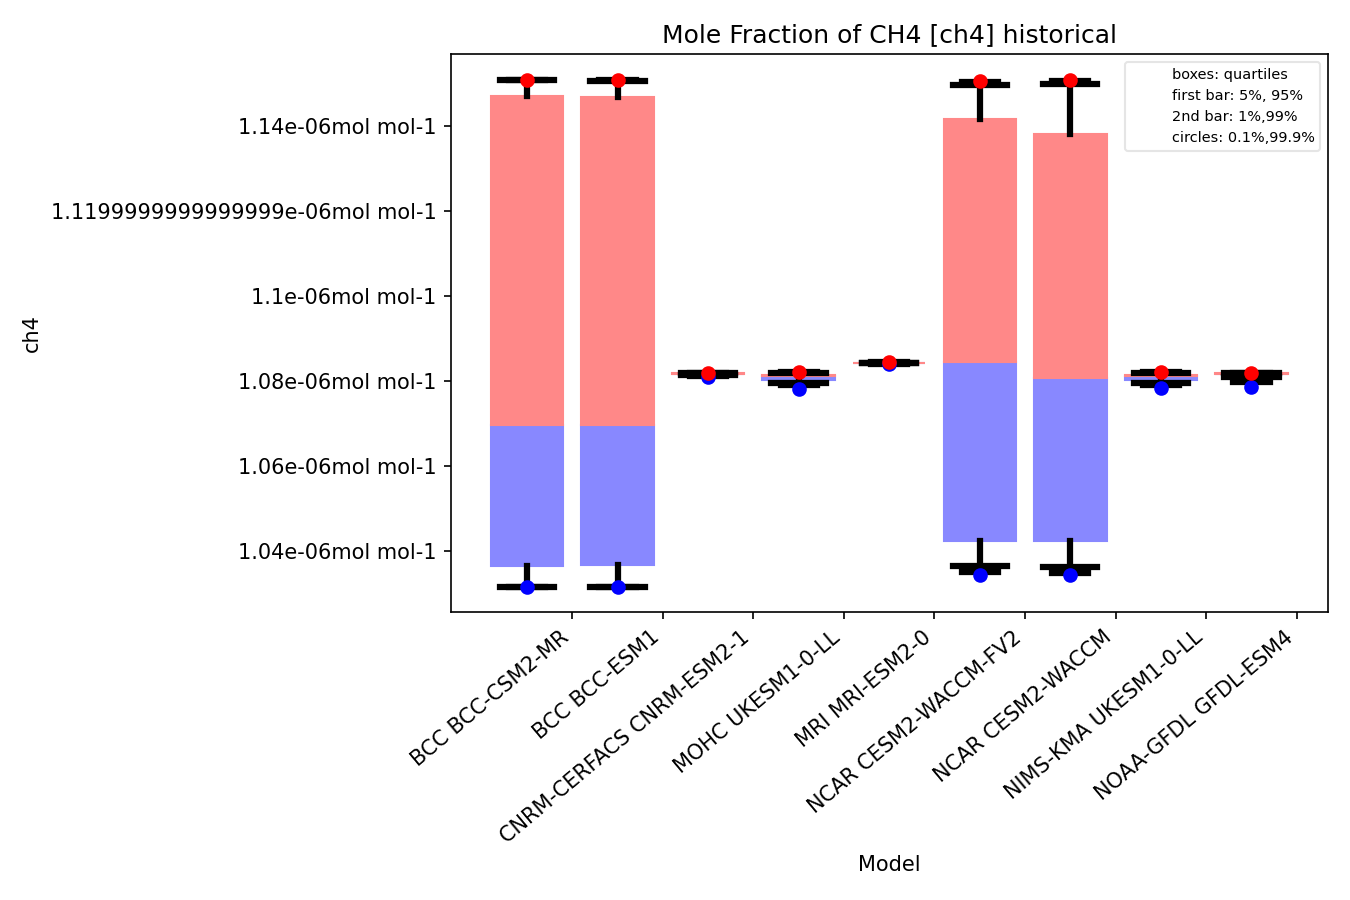 Mole Fraction of CH4 [ch4] historical
boxes: quartiles
first bar: 5%, 95%
2nd bar: 1%,99%
circles: 0.1%,99.9%
1.14e-06mol mol-1
1.1199999999999999e-06mol mol-1
1.1e-06mol mol-1
1.08e-06mol mol-1
1.06e-06mol mol-1
1.04e-06mol mol-1
ch4
BCC BCC-CSM2-MR
BCC BCC-ESM1
CNRM-CERFACS CNRM-ESM2-1
MOHC UKESM1-0-LL
MRI MRI-ESM2-0
NCAR CESM2-WACCM-FV2
NCAR CESM2-WACCM
NIMS-KMA UKESM1-0-LL
NOAA-GFDL GFDL-ESM4
Model